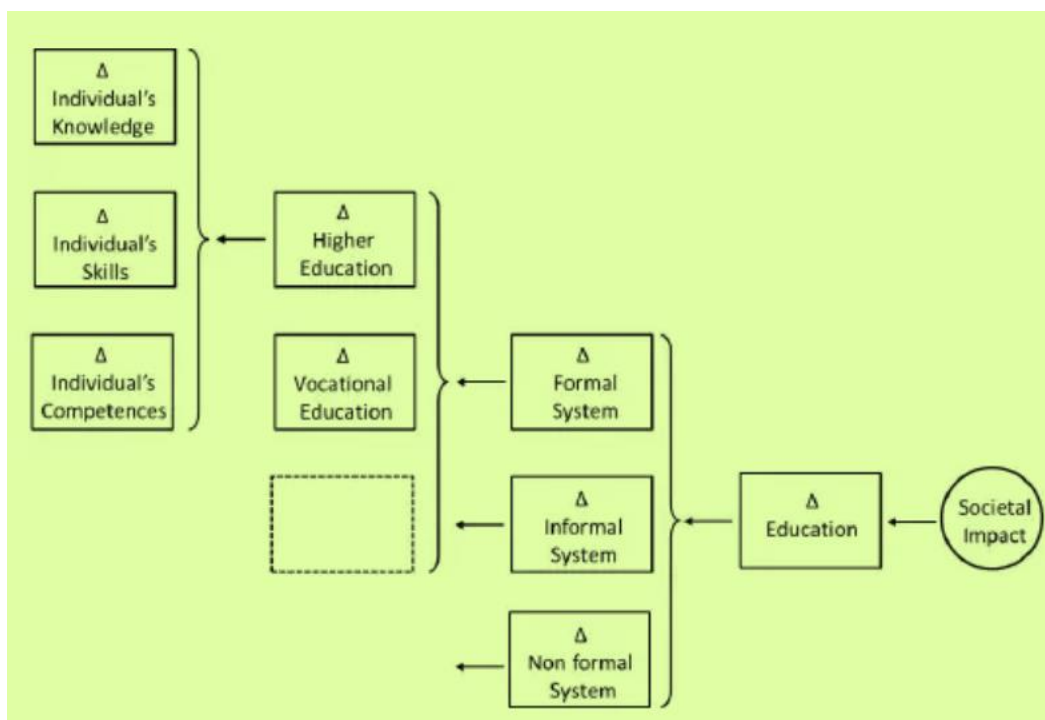 Δ
Individual's
Knowledge
Δ
Individual's
Skills
Δ
Individual's
Competences
Δ
Higher
Education
Δ
Vocational
Education
Δ
Formal
System
Δ
Informal
System
Δ
Non formal
System
Δ
Education
Societal
Impact